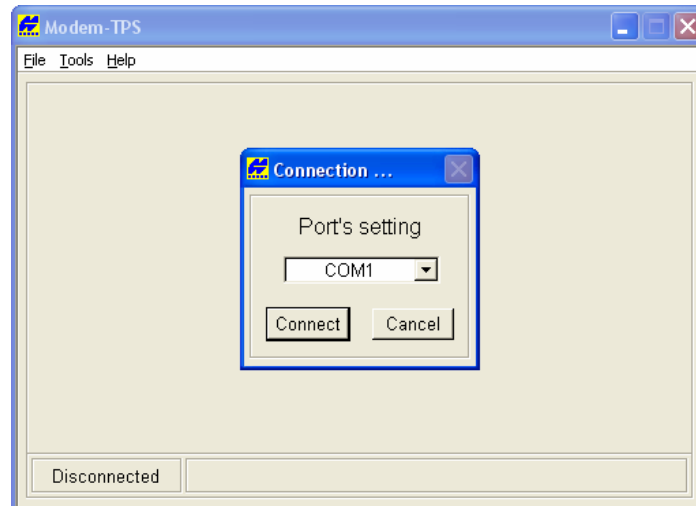 Modem-TPS
File Tools Help
Connection ...
Port's setting
COM1
Connect Cancel
Disconnected